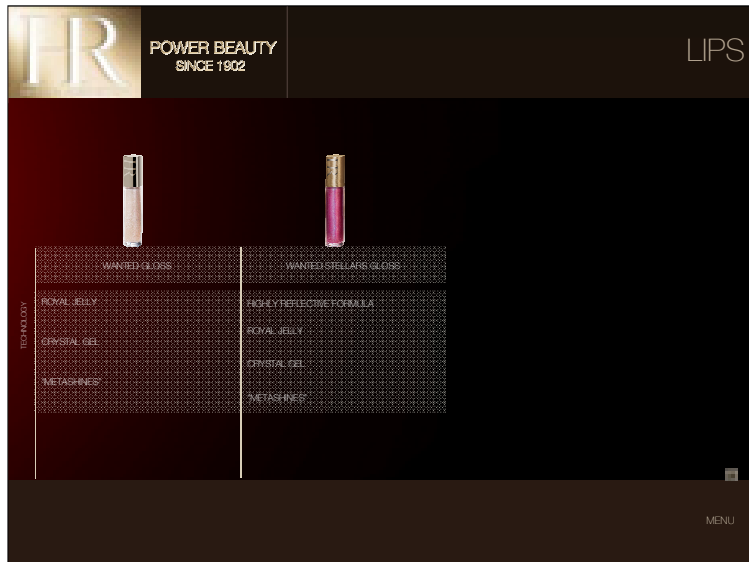 HR
POWER BEAUTY
SINCE 1902
LIPS
WANTED GLOSS
WANTED STELLARS GLOSS
TECHNOLOGY
ROYAL JELLY
CRYSTAL GEL
"METASHINES"
HIGHLY REFLECTIVE FORMULA
ROYAL JELLY
CRYSTAL GEL
"METASHINES"
MENU